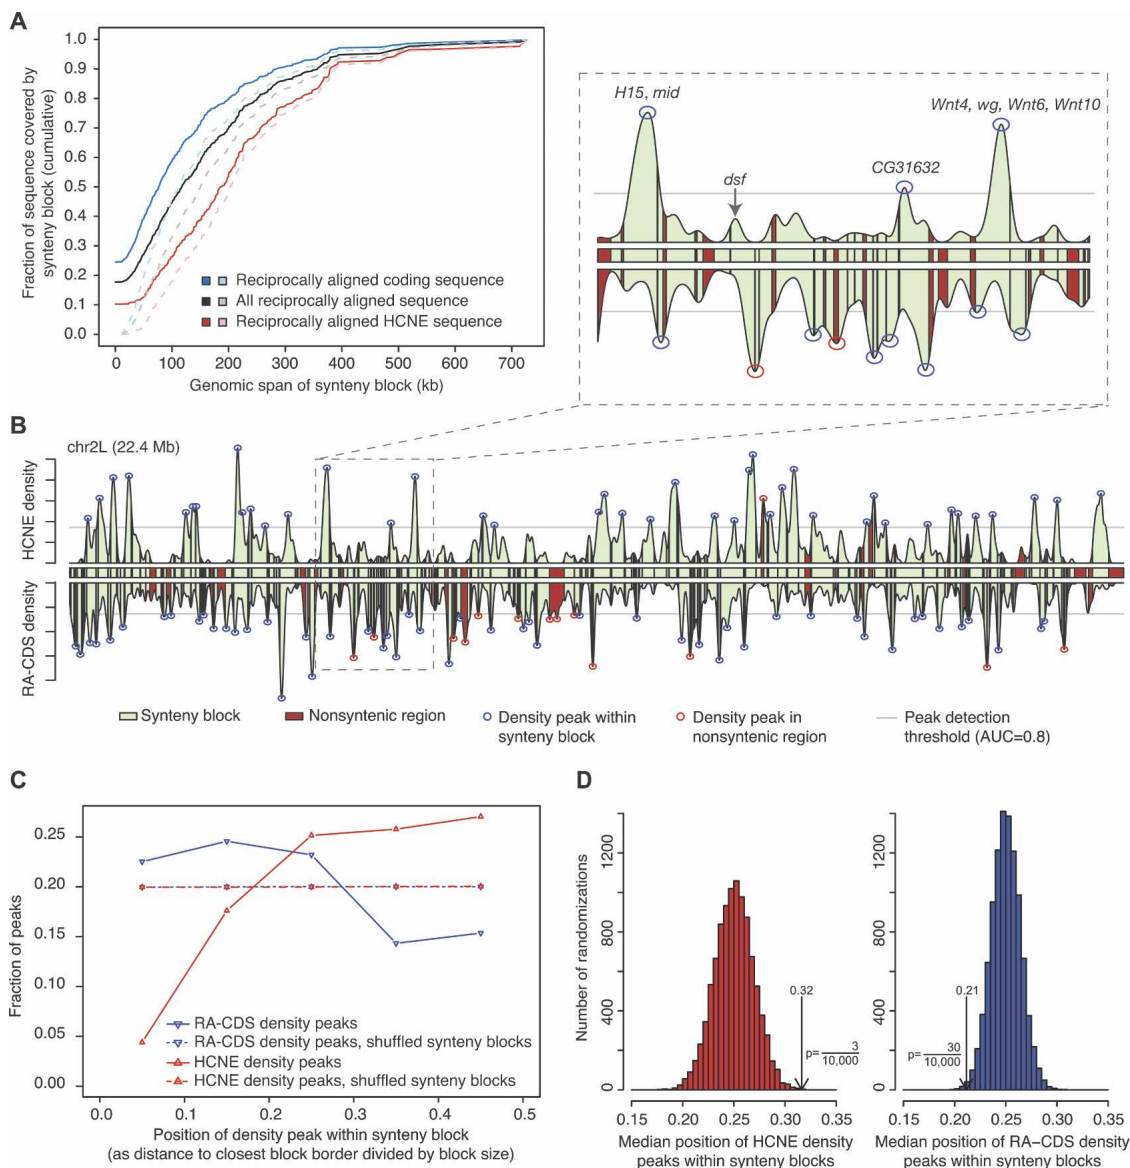 A
Fraction of sequence covered by
synteny block (cumulative)
1.0
0.9
0.8
0.7
0.6
0.5
0.4
0.3
0.2
0.1
0.0
Reciprocally aligned coding sequence
All reciprocally aligned sequence
Reciprocally aligned HCNE sequence
0 100 200 300 400 500 600 700
Genomic span of synteny block (kb)
H15, mid
Wnt4, wg, Wnt6, Wnt10
CG31632
dsf
B
chr2L (22.4 Mb)
HCNE density
RA-CDS density
Synteny block
Nonsyntenic region
Density peak within
synteny block
Density peak in
nonsyntenic region
Peak detection
threshold (AUC=0.8)
C
Fraction of peaks
0.25
0.20
0.15
0.10
0.05
0.00
RA-CDS density peaks
RA-CDS density peaks, shuffled synteny blocks
HCNE density peaks
HCNE density peaks, shuffled synteny blocks
0.0 0.1 0.2 0.3 0.4 0.5
Position of density peak within synteny block
(as distance to closest block border divided by block size)
D
Number of randomizations
1200
800
400
0
0.32
p=3/10,000
0.15 0.20 0.25 0.30 0.35
Median position of HCNE density
peaks within synteny blocks
1200
800
400
0
0.21
p=30/10,000
0.15 0.20 0.25 0.30 0.35
Median position of RA–CDS density
peaks within synteny blocks